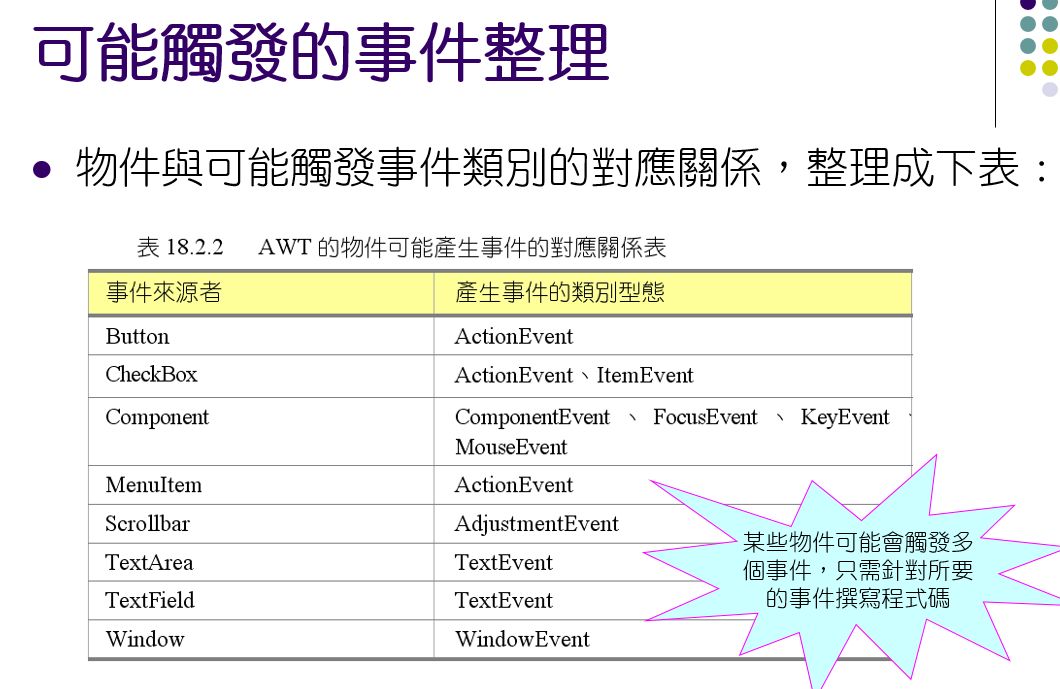 可能觸發的事件整理
物件與可能觸發事件類別的對應關係，整理成下表：
表 18.2.2 AWT 的物件可能產生事件的對應關係表
事件來源者 產生事件的類別型態
Button ActionEvent
CheckBox ActionEvent、ItemEvent
Component ComponentEvent 、 FocusEvent 、 KeyEvent 、
MouseEvent
MenuItem ActionEvent
Scrollbar AdjustmentEvent
TextArea TextEvent
TextField TextEvent
Window WindowEvent
某些物件可能會觸發多
個事件，只需針對所要
的事件撰寫程式碼